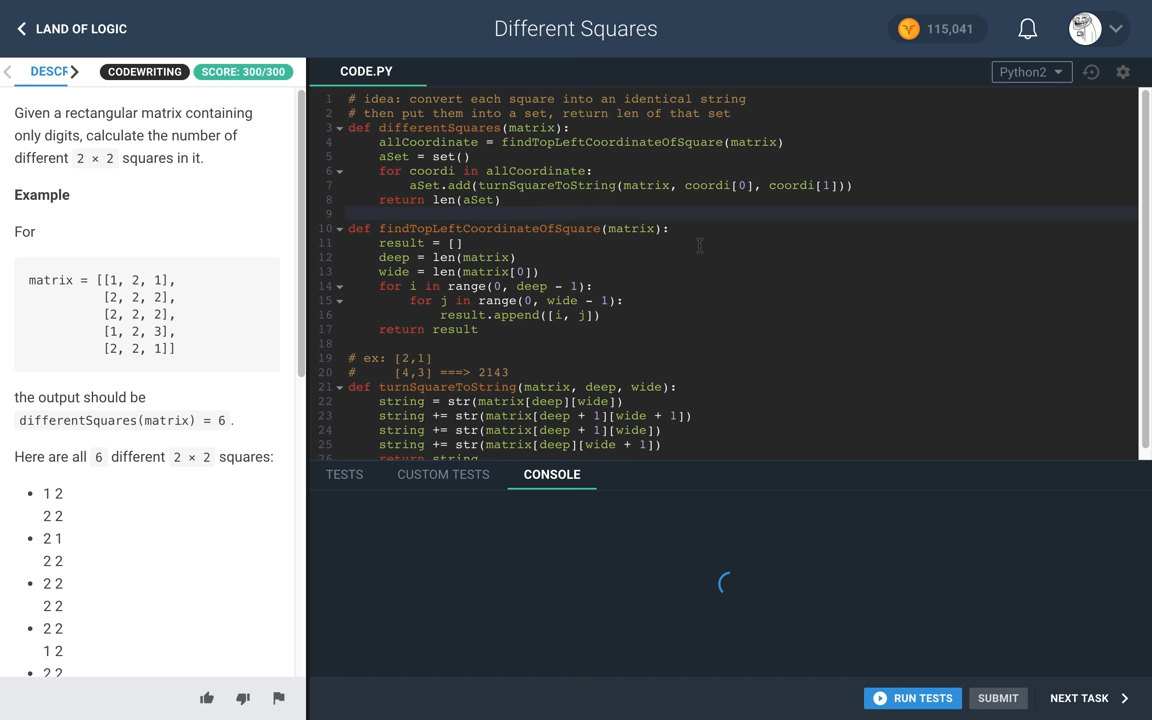 LAND OF LOGIC
Different Squares
115,041
DESCR
CODEWRITING
SCORE: 300/300
Given a rectangular matrix containing
only digits, calculate the number of
different 2 × 2 squares in it.
Example
For
matrix = [[1, 2, 1],
[2, 2, 2],
[2, 2, 2],
[1, 2, 3],
[2, 2, 1]]
the output should be
differentSquares(matrix) = 6 .
Here are all 6 different 2 × 2 squares:
• 1 2
2 2
• 2 1
2 2
• 2 2
2 2
• 2 2
1 2
• 2 2
CODE.PY
Python2
1 # idea: convert each square into an identical string
2 # then put them into a set, return len of that set
3 def differentSquares(matrix):
4 allCoordinate = findTopLeftCoordinateOfSquare(matrix)
5 aSet = set()
6 for coordi in allCoordinate:
7 aSet.add(turnSquareToString(matrix, coordi[0], coordi[1]))
8 return len(aSet)
9
10 def findTopLeftCoordinateOfSquare(matrix):
11 result = []
12 deep = len(matrix)
13 wide = len(matrix[0])
14 for i in range(0, deep - 1):
15 for j in range(0, wide - 1):
16 result.append([i, j])
17 return result
18
19 # ex: [2,1]
20 # [4,3] ===> 2143
21 def turnSquareToString(matrix, deep, wide):
22 string = str(matrix[deep][wide])
23 string += str(matrix[deep + 1][wide + 1])
24 string += str(matrix[deep + 1][wide])
25 string += str(matrix[deep][wide + 1])
26 return string
TESTS
CUSTOM TESTS
CONSOLE
RUN TESTS
SUBMIT
NEXT TASK